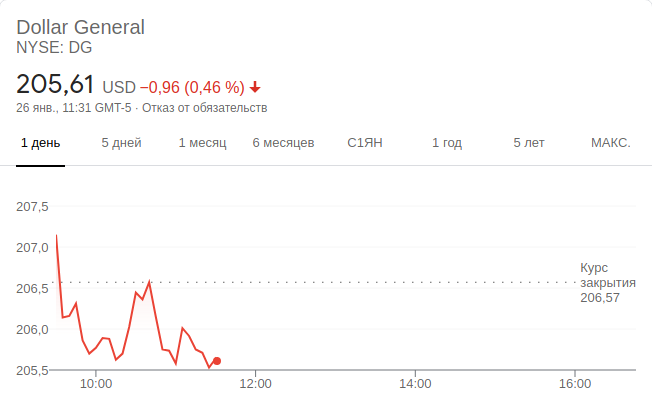 Dollar General
NYSE: DG
205,61 USD −0,96 (0,46 %)
26 янв., 11:31 GMT-5 · Отказ от обязательств
1 день 5 дней 1 месяц 6 месяцев С1ЯН 1 год 5 лет МАКС.
207,5
207,0
Курс
закрытия
206,57
206,5
206,0
205,5
10:00 12:00 14:00 16:00